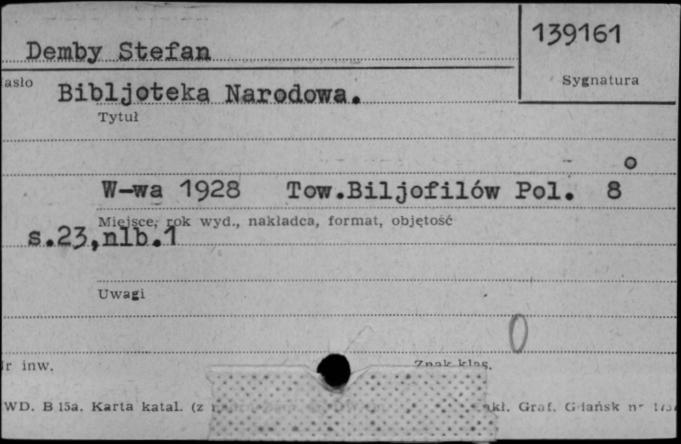 139161
Demby Stefan
Sygnatura
asło
Bibljoteka Narodowa.
Tytuł
W-wa 1928 Tow.Biljofilów Pol. 8°
Miejsce, rok wyd., nakładca, format, objętość
s.23,nlb.1
Uwagi
0
Nr inw. Znak klas.
WD. B 15a. Karta katal. (z
akł. Graf. Gdańsk n-